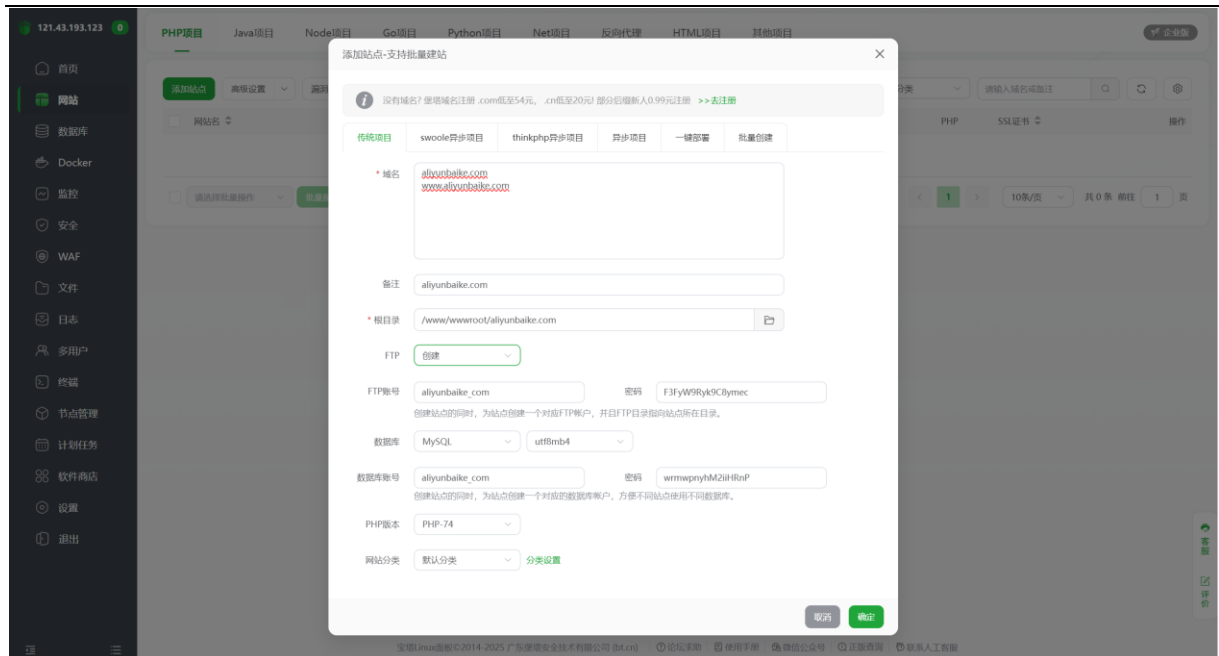 121.43.193.123 0
PHP项目 Java项目 Node项目 Go项目 Python项目 Net项目 反向代理 HTML项目 其他项目 企业版
首页
网站
数据库
Docker
监控
安全
WAF
文件
日志
多用户
终端
节点管理
计划任务
软件商店
设置
退出
添加站点 高级设置 漏洞
分类 请输入域名或备注
网站名 PHP SSL证书 操作
请选择批量操作
1 10条/页 共 0 条 前往 1 页
添加站点-支持批量建站
没有域名? 堡塔域名注册 .com低至54元, .cn低至20元! 部分后缀新人0.99元注册 >>去注册
传统项目 swoole异步项目 thinkphp异步项目 异步项目 一键部署 批量创建
* 域名 aliyunbaike.com
www.aliyunbaike.com
备注 aliyunbaike.com
* 根目录 /www/wwwroot/aliyunbaike.com
FTP 创建
FTP账号 aliyunbaike_com 密码 F3FyW9Ryk9C8ymec
创建站点的同时，为站点创建一个对应FTP帐户，并且FTP目录指向站点所在目录。
数据库 MySQL utf8mb4
数据库账号 aliyunbaike_com 密码 wrmwpnyhM2iiHRnP
创建站点的同时，为站点创建一个对应的数据库帐户，方便不同站点使用不同数据库。
PHP版本 PHP-74
网站分类 默认分类 分类设置
取消 确定
客服
评价
宝塔Linux面板©2014-2025 广东堡塔安全技术有限公司 (bt.cn) 论坛求助 使用手册 微信公众号 正版查询 联系人工客服